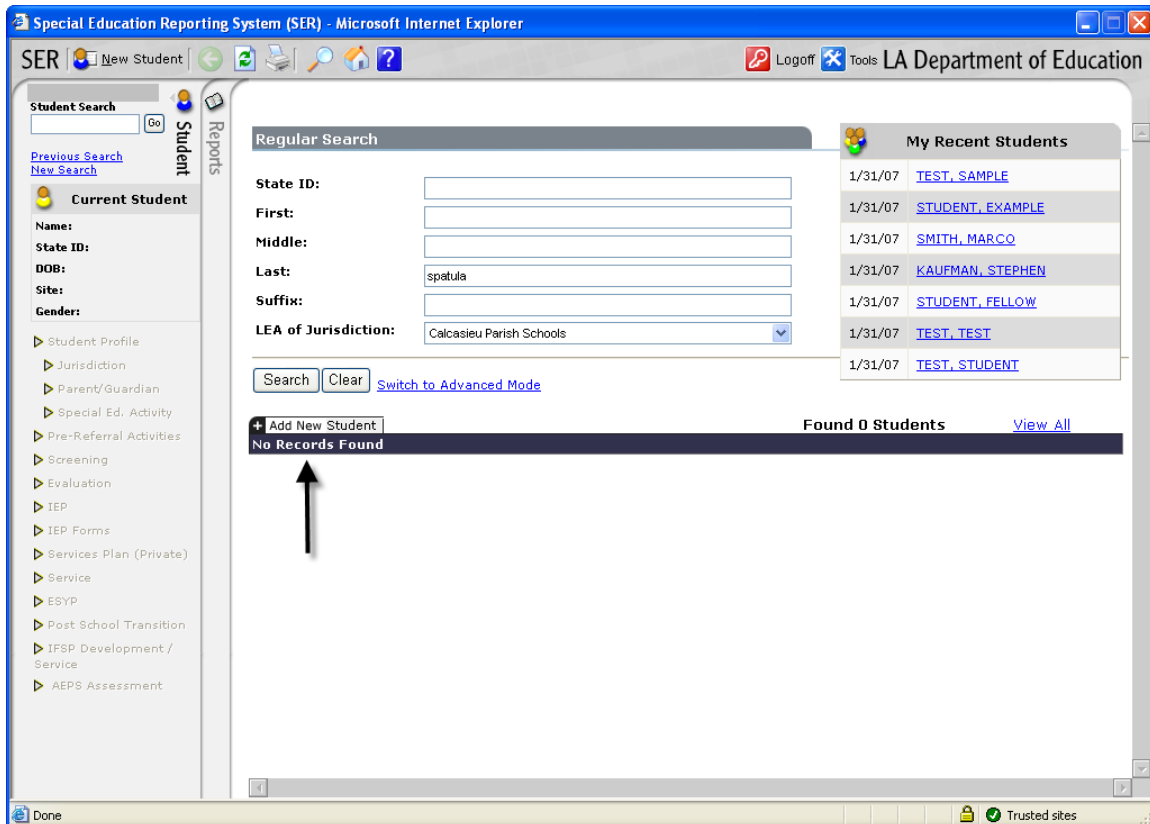 Special Education Reporting System (SER) - Microsoft Internet Explorer
SER New Student ? Logoff Tools LA Department of Education
Student Search
Go
Previous Search
New Search
Student
Reports
Current Student
Name:
State ID:
DOB:
Site:
Gender:
Student Profile
Jurisdiction
Parent/Guardian
Special Ed. Activity
Pre-Referral Activities
Screening
Evaluation
IEP
IEP Forms
Services Plan (Private)
Service
ESYP
Post School Transition
IFSP Development /
Service
AEPS Assessment
Regular Search
State ID:
First:
Middle:
Last: spatula
Suffix:
LEA of Jurisdiction: Calcasieu Parish Schools
Search Clear Switch to Advanced Mode
My Recent Students
1/31/07 TEST, SAMPLE
1/31/07 STUDENT, EXAMPLE
1/31/07 SMITH, MARCO
1/31/07 KAUFMAN, STEPHEN
1/31/07 STUDENT, FELLOW
1/31/07 TEST, TEST
1/31/07 TEST, STUDENT
+ Add New Student Found 0 Students View All
No Records Found
Done Trusted sites